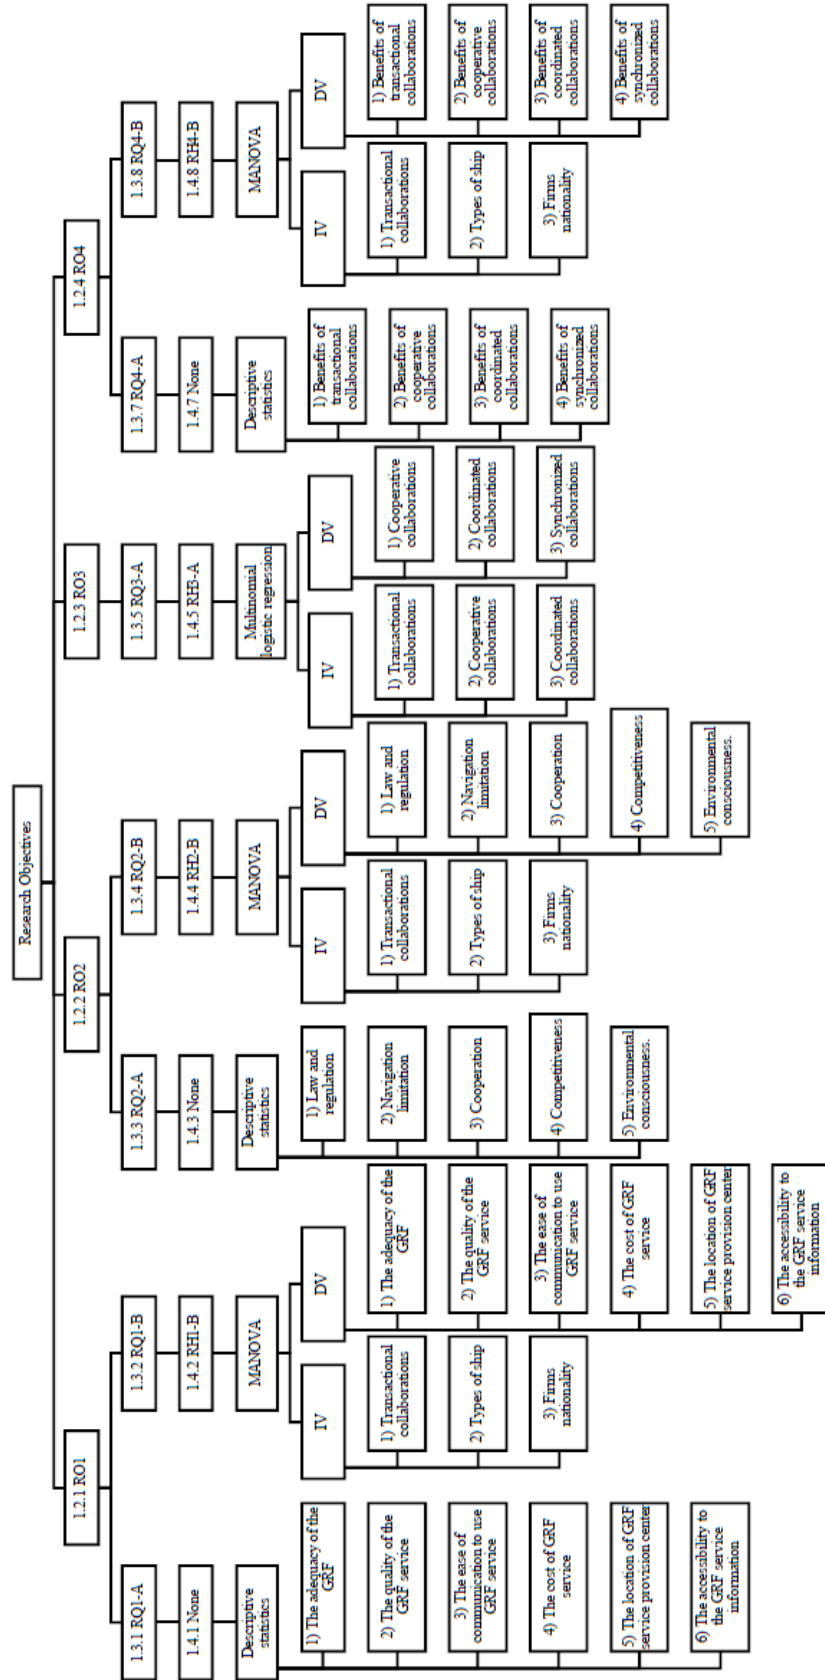 Research Objectives
1.2.1 RO1
1.2.2 RO2
1.2.3 RO3
1.2.4 RO4
1.3.1 RQ1-A
1.3.2 RQ1-B
1.3.3 RQ2-A
1.3.4 RQ2-B
1.3.5 RQ3-A
1.3.7 RQ4-A
1.3.8 RQ4-B
1.4.1 None
1.4.2 RH1-B
1.4.3 None
1.4.4 RH2-B
1.4.5 RH3-A
1.4.7 None
1.4.8 RH4-B
Descriptive
statistics
MANOVA
Descriptive
statistics
MANOVA
Multinomial
logistic regression
Descriptive
statistics
MANOVA
1) The adequacy of the
GRF
2) The quality of the
GRF service
3) The ease of
communication to use
GRF service
4) The cost of GRF
service
5) The location of GRF
service provision center
6) The accessibility to
the GRF service
information
IV
1) Transactional
collaborations
2) Types of ship
3) Firms
nationality
DV
1) The adequacy of the
GRF
2) The quality of the
GRF service
3) The ease of
communication to use
GRF service
4) The cost of GRF
service
5) The location of GRF
service provision center
6) The accessibility to
the GRF service
information
1) Law and
regulation
2) Navigation
limitation
3) Cooperation
4) Competitiveness
5) Environmental
consciousness.
IV
1) Transactional
collaborations
2) Types of ship
3) Firms
nationality
DV
1) Law and
regulation
2) Navigation
limitation
3) Cooperation
4) Competitiveness
5) Environmental
consciousness.
IV
1) Transactional
collaborations
2) Cooperative
collaborations
3) Coordinated
collaborations
DV
1) Cooperative
collaborations
2) Coordinated
collaborations
3) Synchronized
collaborations
1) Benefits of
transactional
collaborations
2) Benefits of
cooperative
collaborations
3) Benefits of
coordinated
collaborations
4) Benefits of
synchronized
collaborations
IV
1) Transactional
collaborations
2) Types of ship
3) Firms
nationality
DV
1) Benefits of
transactional
collaborations
2) Benefits of
cooperative
collaborations
3) Benefits of
coordinated
collaborations
4) Benefits of
synchronized
collaborations